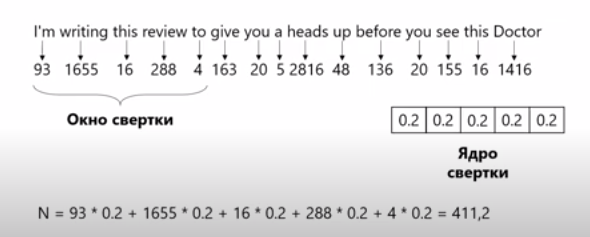 I'm writing this review to give you a heads up before you see this Doctor
93 1655 16 288 4 163 20 5 2816 48 136 20 155 16 1416
Окно свертки
0.2 0.2 0.2 0.2 0.2
Ядро
свертки
N = 93 * 0.2 + 1655 * 0.2 + 16 * 0.2 + 288 * 0.2 + 4 * 0.2 = 411,2